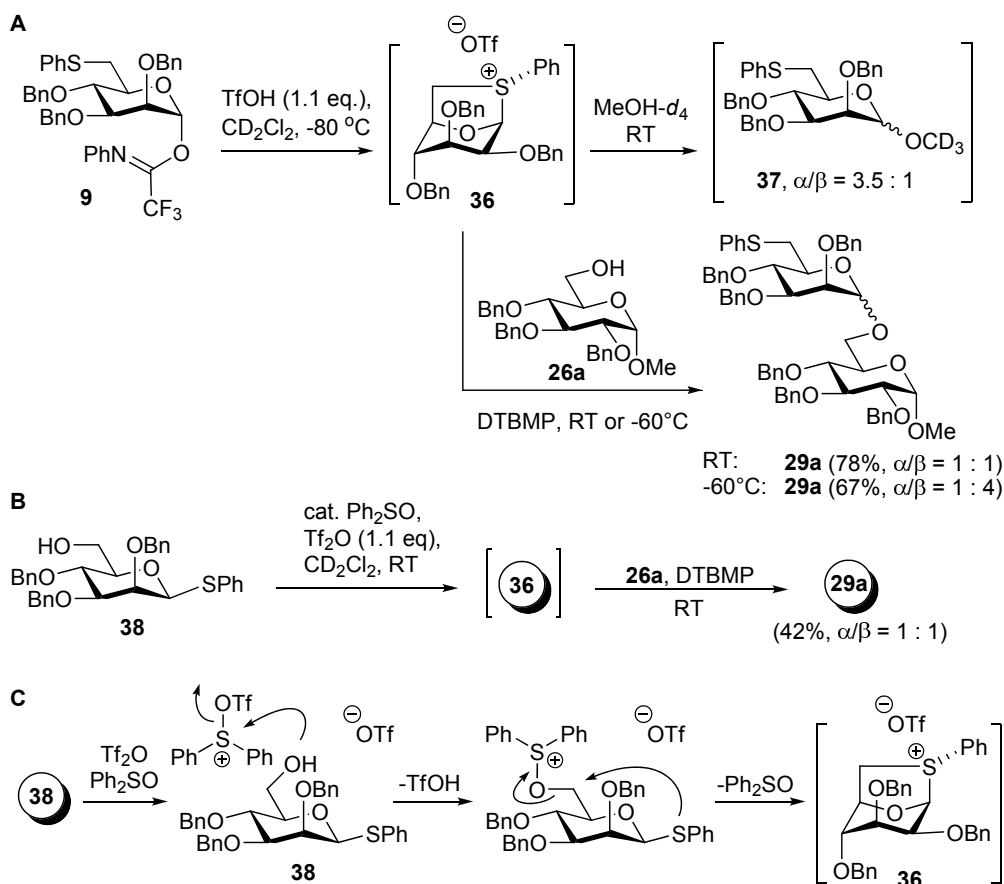 A
PhS
OBn
BnO
O
BnO
PhN
O
CF3
9
TfOH (1.1 eq.),
CD2Cl2, -80 °C
⊖
OTf
Ph
⊕
S
OBn
O
OBn
OBn
36
MeOH-d4
RT
PhS
OBn
BnO
O
BnO
OCD3
37, α/β = 3.5 : 1
OH
BnO
O
BnO
BnO
OMe
26a
DTBMP, RT or -60°C
PhS
OBn
BnO
O
BnO
O
BnO
O
BnO
BnO
OMe
RT: 29a (78%, α/β = 1 : 1)
-60°C: 29a (67%, α/β = 1 : 4)
B
HO
OBn
BnO
O
BnO
SPh
38
cat. Ph2SO,
Tf2O (1.1 eq),
CD2Cl2, RT
36
26a, DTBMP
RT
29a
(42%, α/β = 1 : 1)
C
38
Tf2O
Ph2SO
OTf
Ph
S
Ph
⊕
⊖
OTf
OH
OBn
BnO
O
BnO
SPh
38
-TfOH
Ph
Ph
S
⊕
O
⊖
OTf
OBn
BnO
O
BnO
SPh
-Ph2SO
⊖
OTf
⊕
Ph
S
OBn
O
OBn
OBn
36